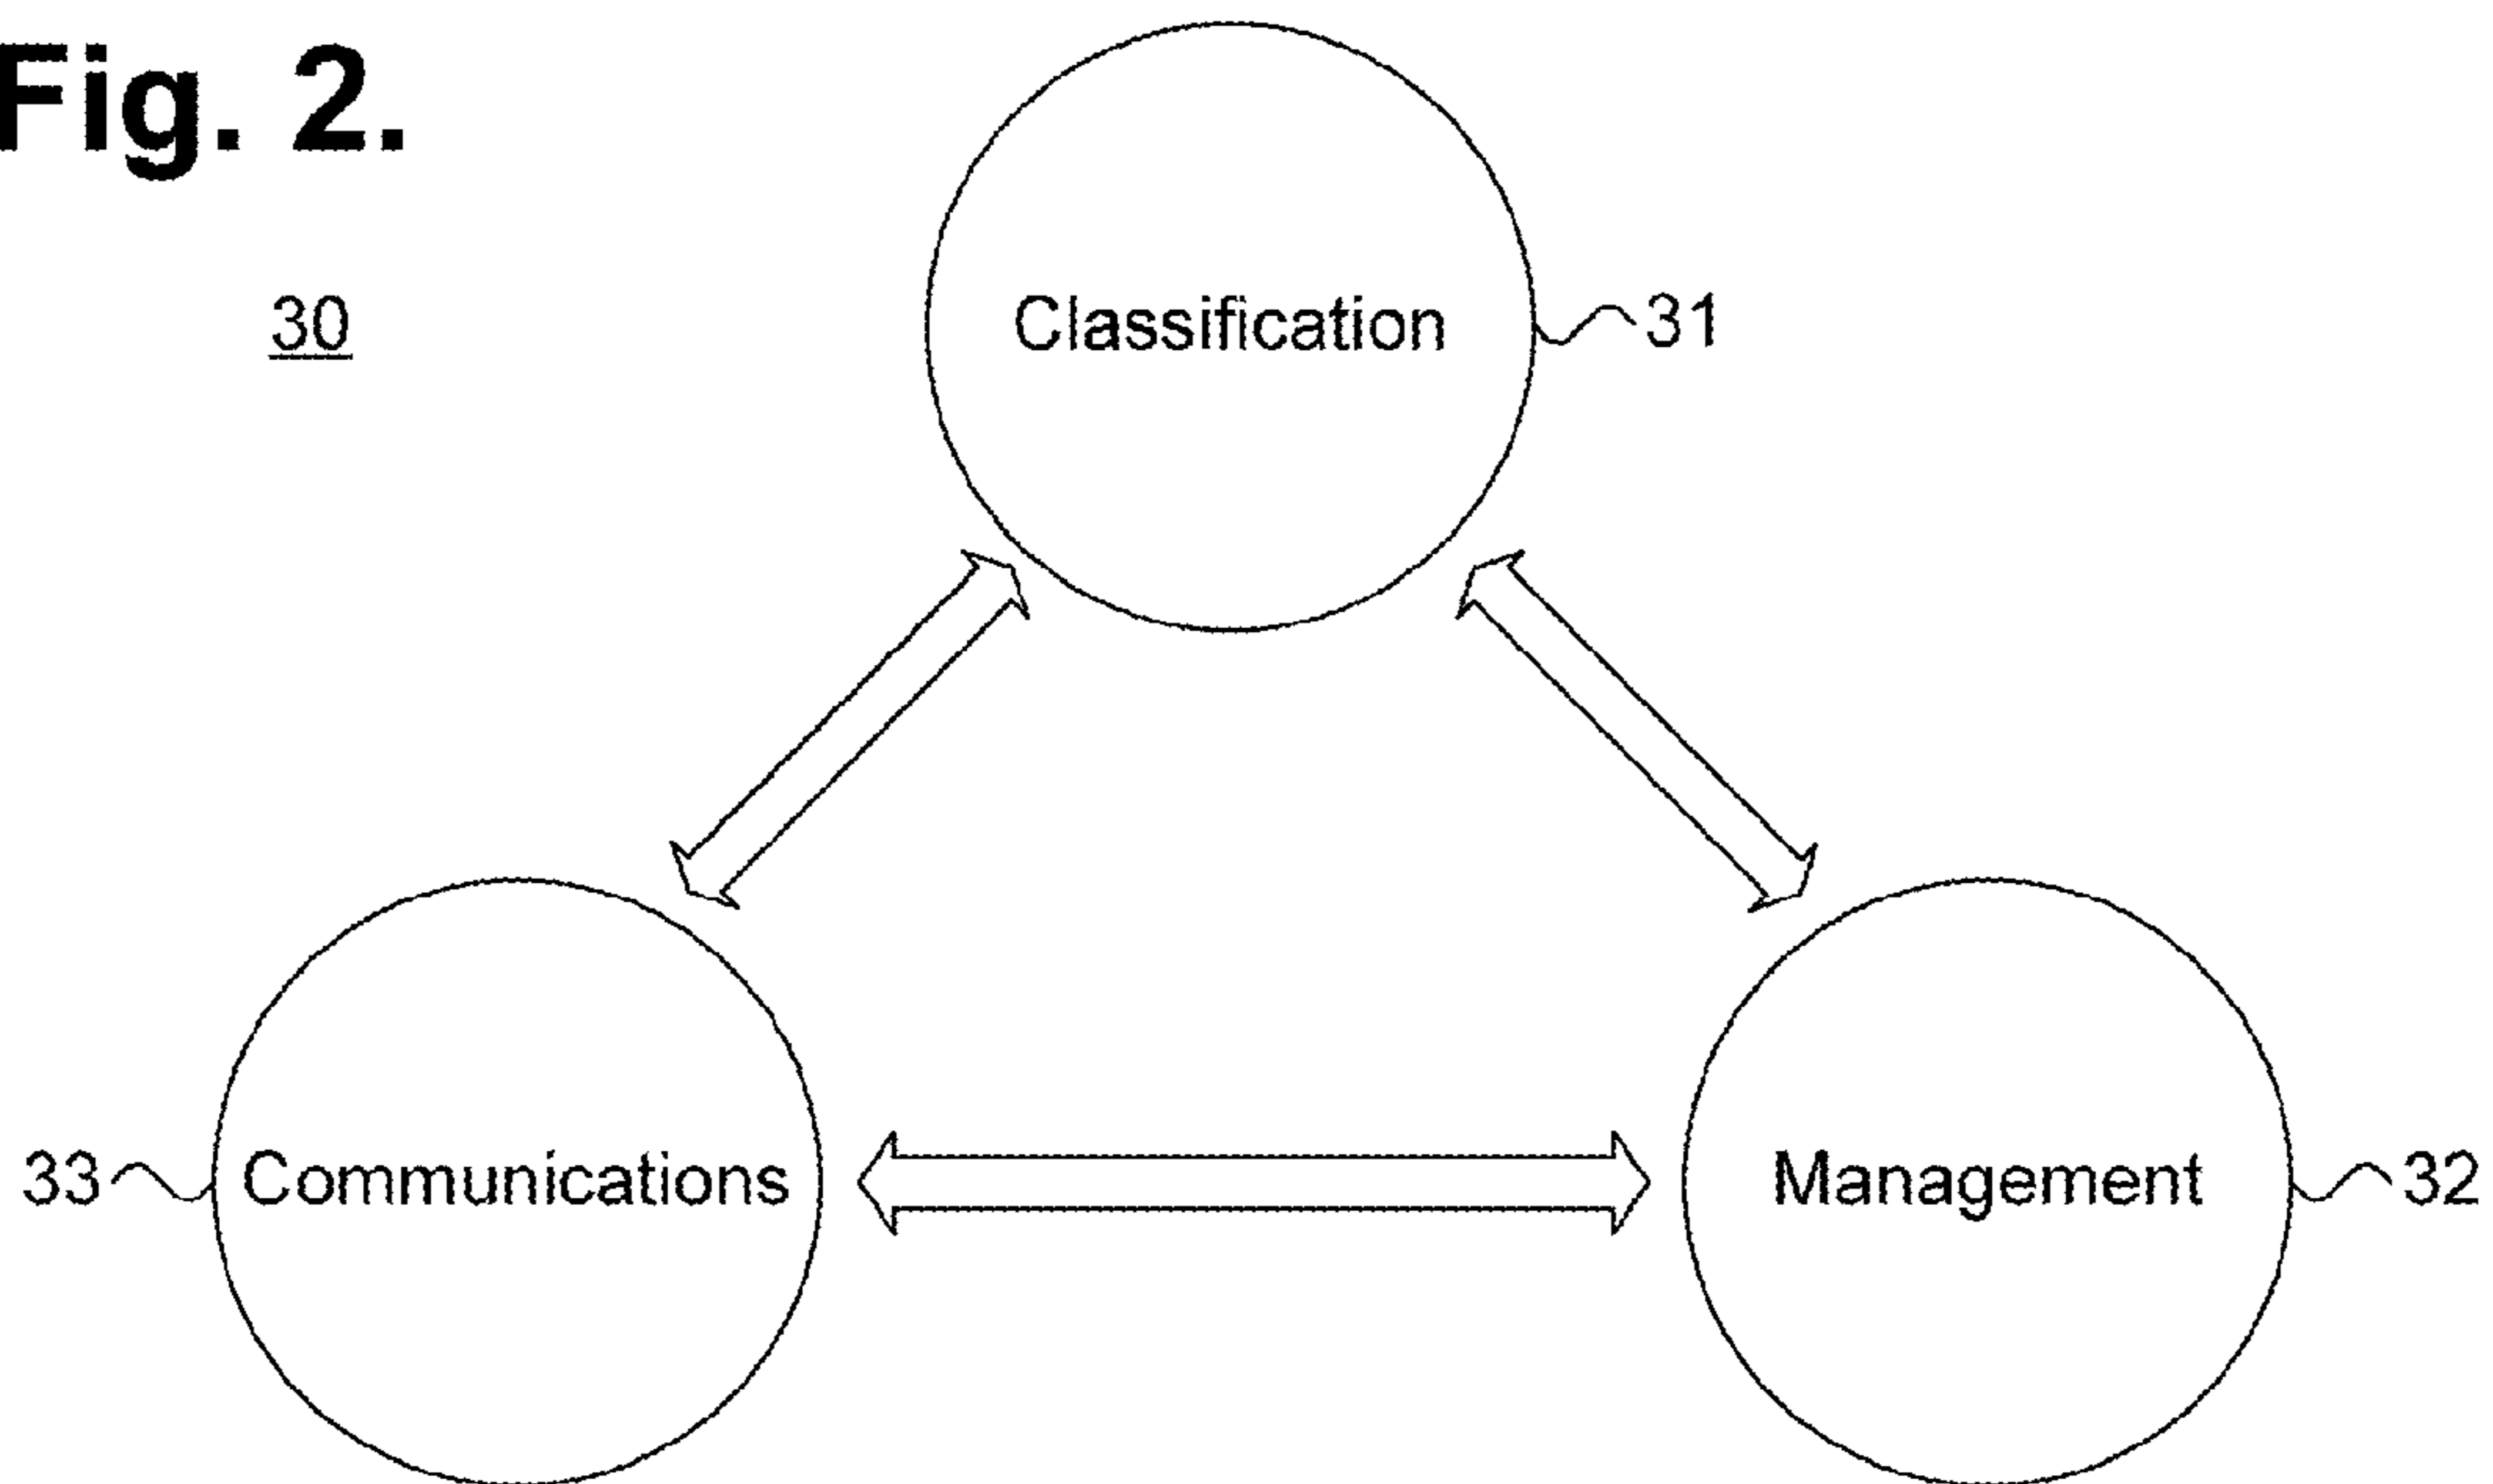 Fig. 2.
30
Classification
31
33
Communications
Management
32